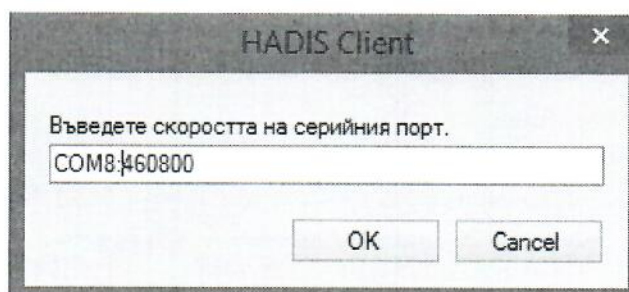 HADIS Client
Въведете скоростта на серийния порт.
COM8:460800
OK
Cancel